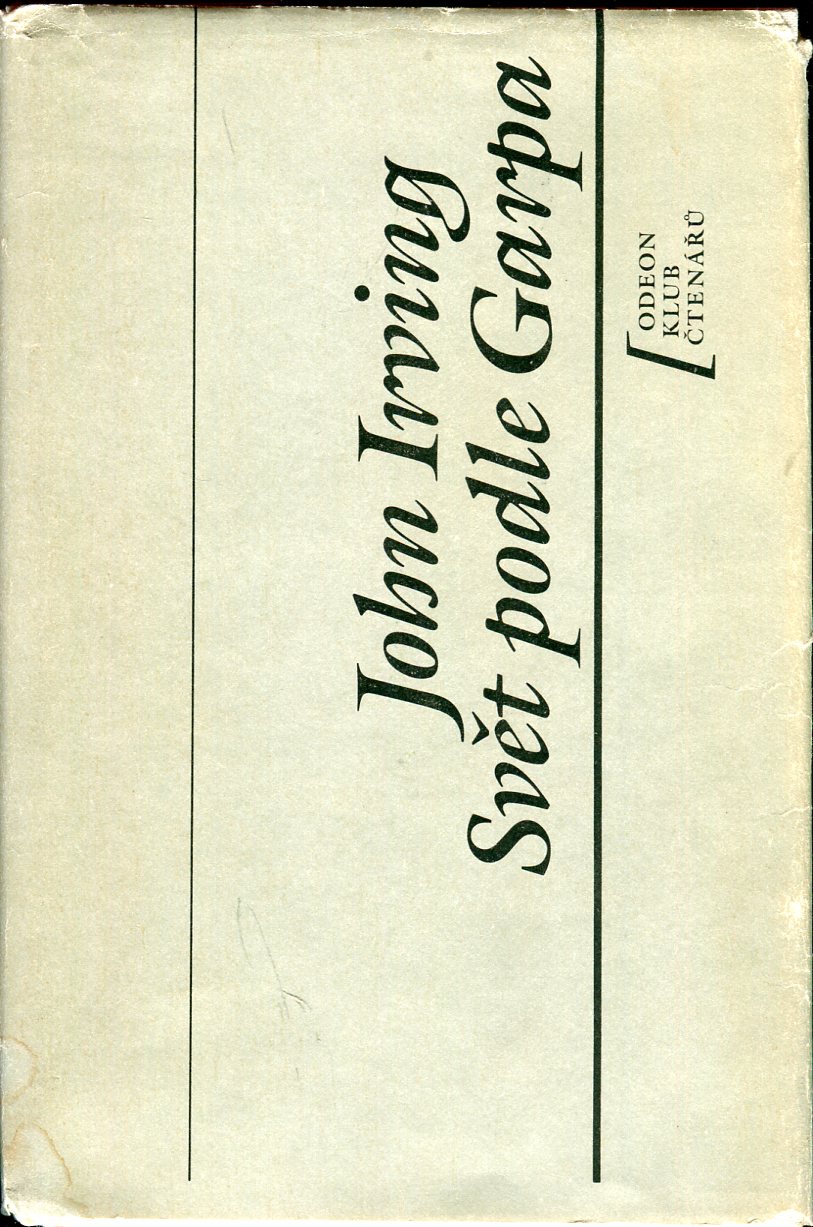 John Irving
Svět podle Garpa
ODEON
KLUB
ČTENÁŘŮ